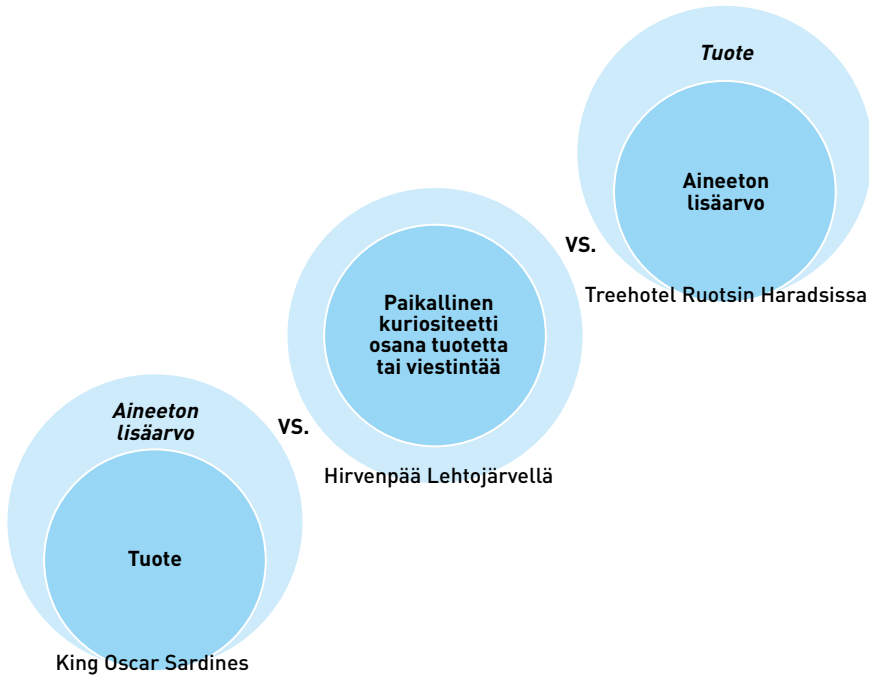 Tuote
Aineeton
lisäarvo
VS.
Treehotel Ruotsin Haradsissa
Paikallinen
kuriositeetti
osana tuotetta
tai viestintää
Hirvenpää Lehtojärvellä
Aineeton
lisäarvo
VS.
Tuote
King Oscar Sardines